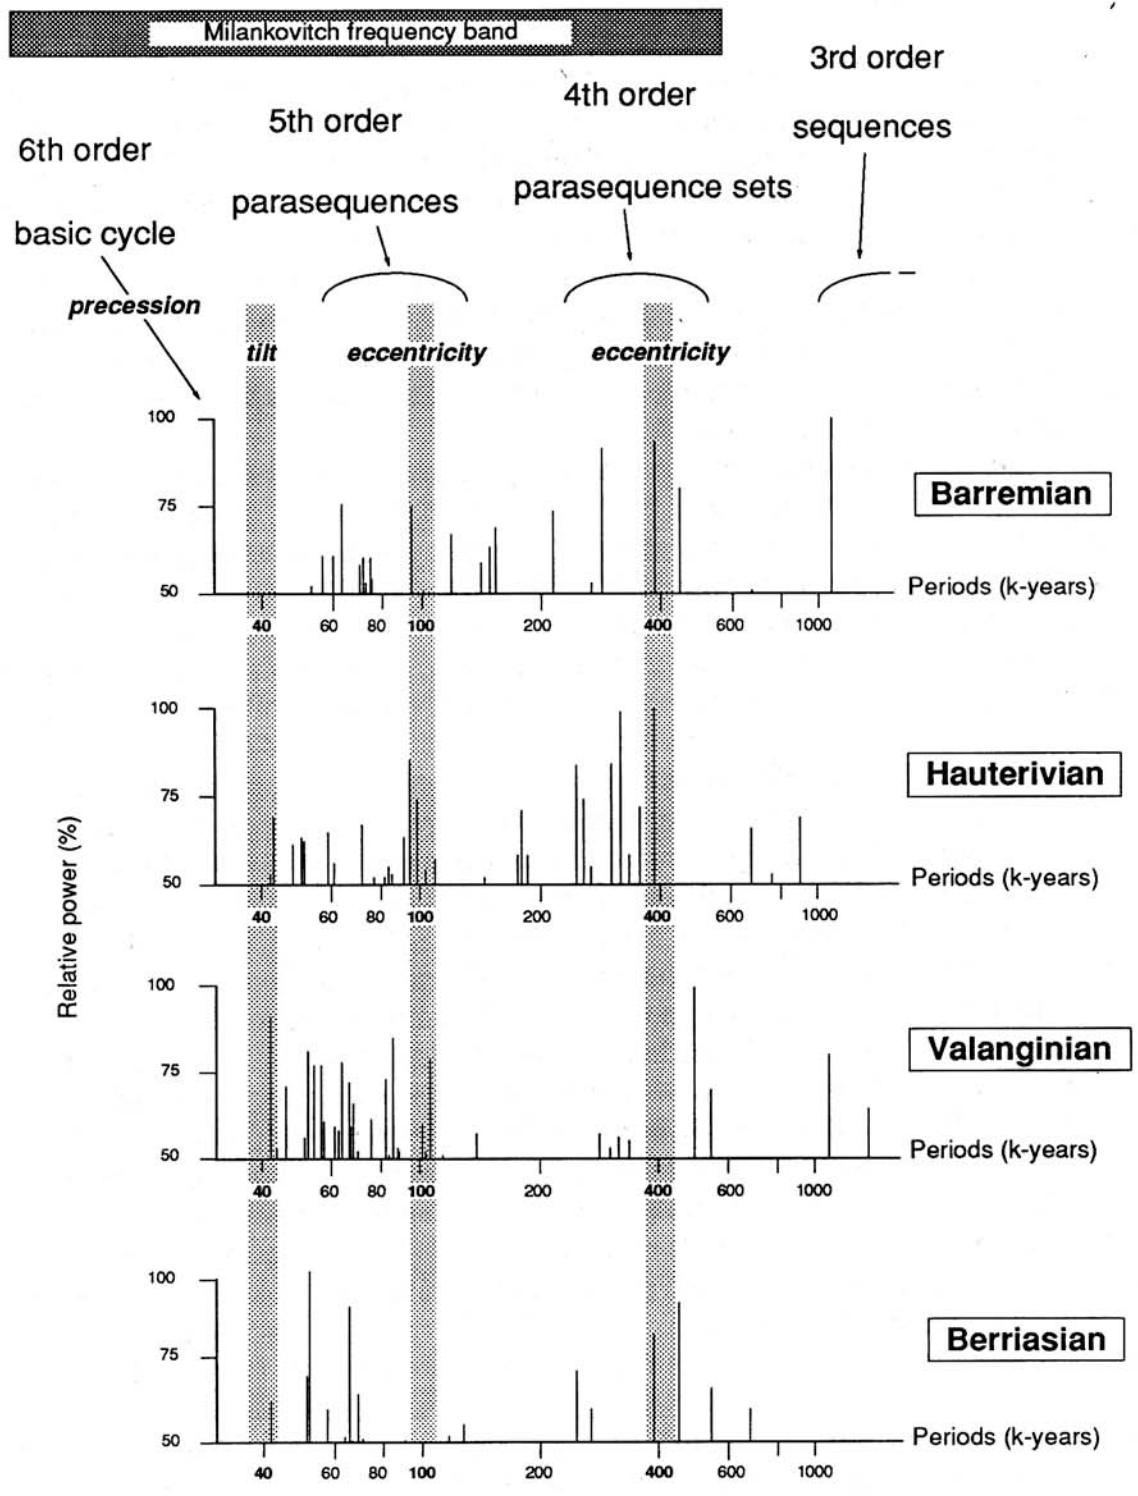 Milankovitch frequency band
3rd order
4th order
5th order
sequences
6th order
parasequence sets
parasequences
basic cycle
precession
tilt
eccentricity
eccentricity
100
75
50
Barremian
Periods (k-years)
40 60 80 100 200 400 600 1000
100
75
50
Hauterivian
Periods (k-years)
40 60 80 100 200 400 600 1000
Relative power (%)
100
75
50
Valanginian
Periods (k-years)
40 60 80 100 200 400 600 1000
100
75
50
Berriasian
Periods (k-years)
40 60 80 100 200 400 600 1000